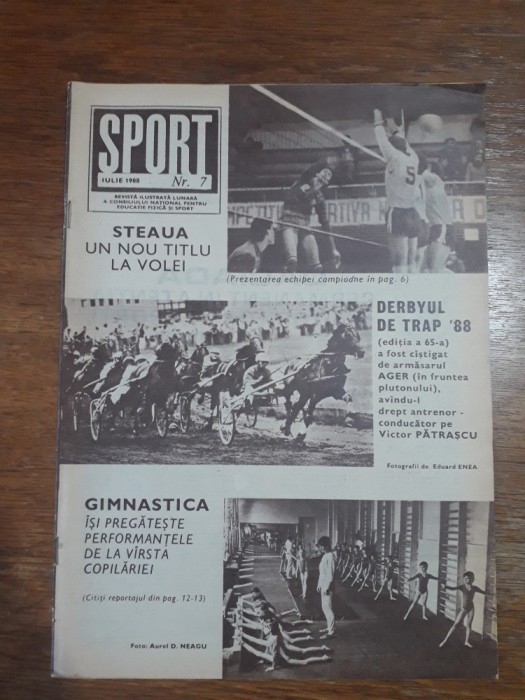 SPORT
IULIE 1988 Nr. 7
REVISTĂ ILUSTRATĂ LUNARĂ
A CONSILIULUI NAȚIONAL PENTRU
EDUCAȚIE FIZICĂ ȘI SPORT
STEAUA
UN NOU TITLU
LA VOLEI
5
(Prezentarea echipei campioane în pag. 6)
DERBYUL
DE TRAP '88
(ediția a 65-a)
a fost cîștigat
de armăsarul
AGER (în fruntea
plutonului),
avîndu-l
drept antrenor -
conducător pe
Victor PĂTRAȘCU
Fotografii de Eduard ENEA
GIMNASTICA
ÎȘI PREGĂTEȘTE
PERFORMANȚELE
DE LA VÎRSTA
COPILĂRIEI
(Citiți reportajul din pag. 12-13)
Foto: Aurel D. NEAGU